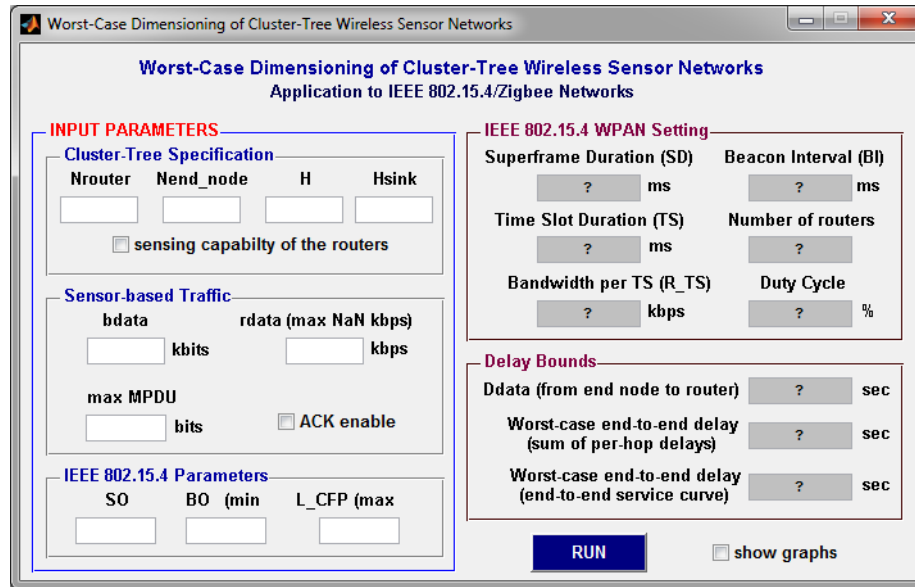 Worst-Case Dimensioning of Cluster-Tree Wireless Sensor Networks
Worst-Case Dimensioning of Cluster-Tree Wireless Sensor Networks
Application to IEEE 802.15.4/Zigbee Networks
INPUT PARAMETERS
Cluster-Tree Specification
Nrouter Nend_node H Hsink
sensing capabilty of the routers
Sensor-based Traffic
bdata rdata (max NaN kbps)
kbits kbps
max MPDU
bits ACK enable
IEEE 802.15.4 Parameters
SO BO (min L_CFP (max
IEEE 802.15.4 WPAN Setting
Superframe Duration (SD) Beacon Interval (BI)
? ms ? ms
Time Slot Duration (TS) Number of routers
? ms ?
Bandwidth per TS (R_TS) Duty Cycle
? kbps ? %
Delay Bounds
Ddata (from end node to router) ? sec
Worst-case end-to-end delay
(sum of per-hop delays) ? sec
Worst-case end-to-end delay
(end-to-end service curve) ? sec
RUN show graphs